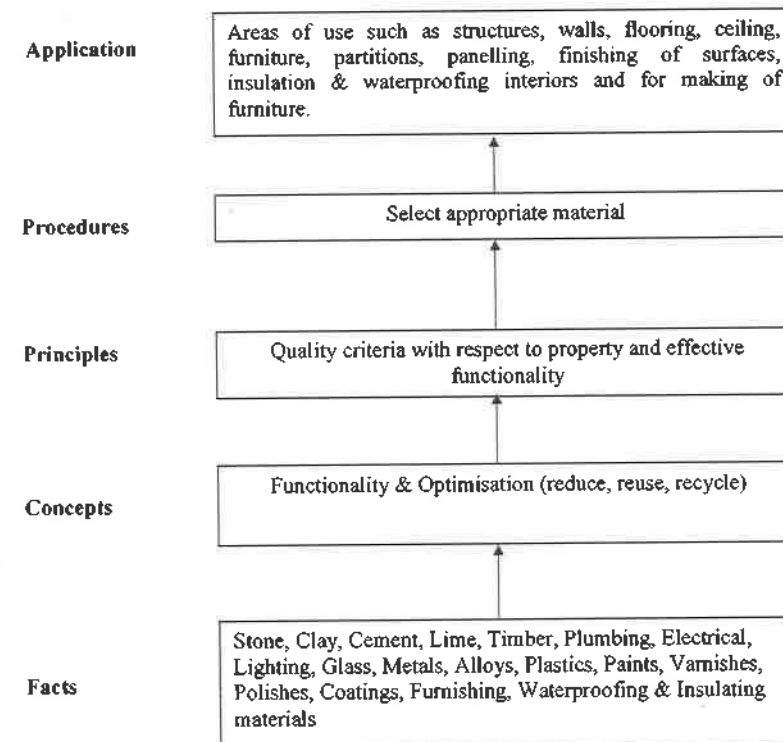 Application
Areas of use such as structures, walls, flooring, ceiling,
furniture, partitions, panelling, finishing of surfaces,
insulation & waterproofing interiors and for making of
furniture.
Procedures
Select appropriate material
Principles
Quality criteria with respect to property and effective
functionality
Concepts
Functionality & Optimisation (reduce, reuse, recycle)
Facts
Stone, Clay, Cement, Lime, Timber, Plumbing, Electrical,
Lighting, Glass, Metals, Alloys, Plastics, Paints, Varnishes,
Polishes, Coatings, Furnishing, Waterproofing & Insulating
materials